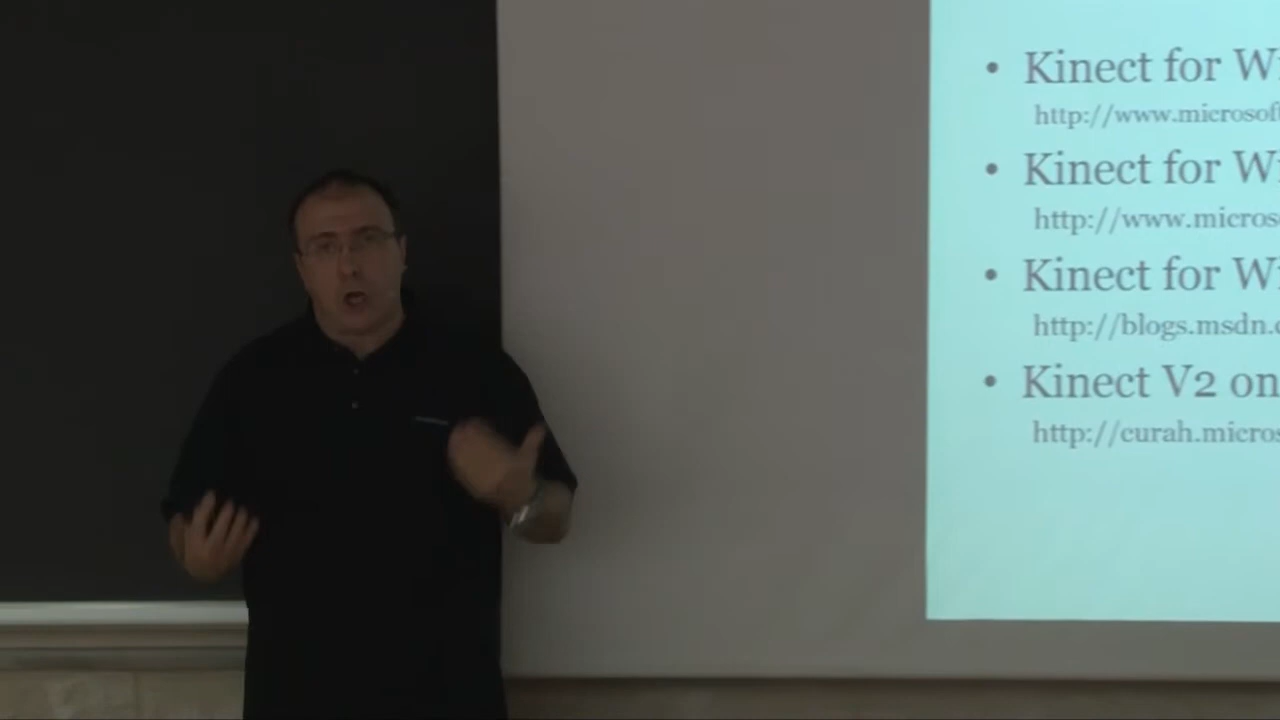 • Kinect for Wi
http://www.microsoft
• Kinect for Wi
http://www.micros
• Kinect for Wi
http://blogs.msdn.c
• Kinect V2 on
http://curah.micros